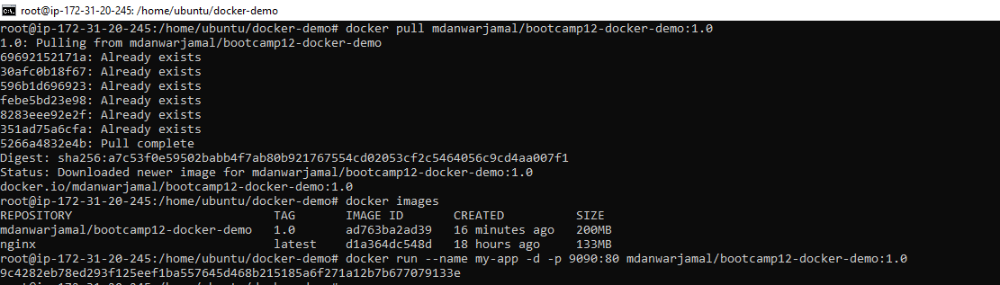 root@ip-172-31-20-245: /home/ubuntu/docker-demo
root@ip-172-31-20-245:/home/ubuntu/docker-demo# docker pull mdanwarjamal/bootcamp12-docker-demo:1.0
1.0: Pulling from mdanwarjamal/bootcamp12-docker-demo
69692152171a: Already exists
30afc0b18f67: Already exists
596b1d696923: Already exists
febe5bd23e98: Already exists
8283eee92e2f: Already exists
351ad75a6cfa: Already exists
5266a4832e4b: Pull complete
Digest: sha256:a7c53f0e59502babb4f7ab80b921767554cd02053cf2c5464056c9cd4aa007f1
Status: Downloaded newer image for mdanwarjamal/bootcamp12-docker-demo:1.0
docker.io/mdanwarjamal/bootcamp12-docker-demo:1.0
root@ip-172-31-20-245:/home/ubuntu/docker-demo# docker images
REPOSITORY TAG IMAGE ID CREATED SIZE
mdanwarjamal/bootcamp12-docker-demo 1.0 ad763ba2ad39 16 minutes ago 200MB
nginx latest d1a364dc548d 18 hours ago 133MB
root@ip-172-31-20-245:/home/ubuntu/docker-demo# docker run --name my-app -d -p 9090:80 mdanwarjamal/bootcamp12-docker-demo:1.0
9c4282eb78ed293f125eef1ba557645d468b215185a6f271a12b7b677079133e